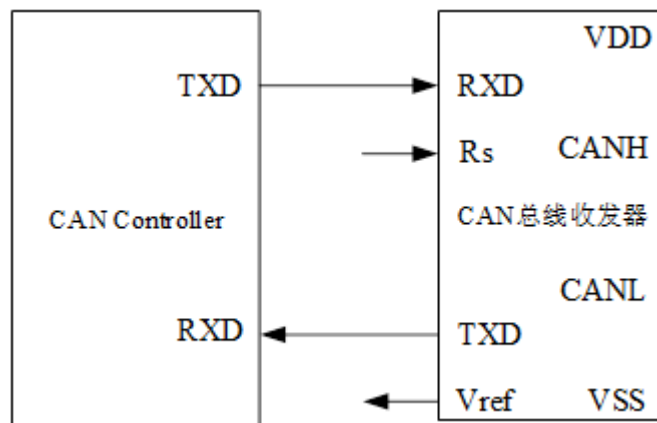 VDD
TXD
RXD
Rs
CANH
CAN Controller
CAN总线收发器
CANL
RXD
TXD
Vref
VSS